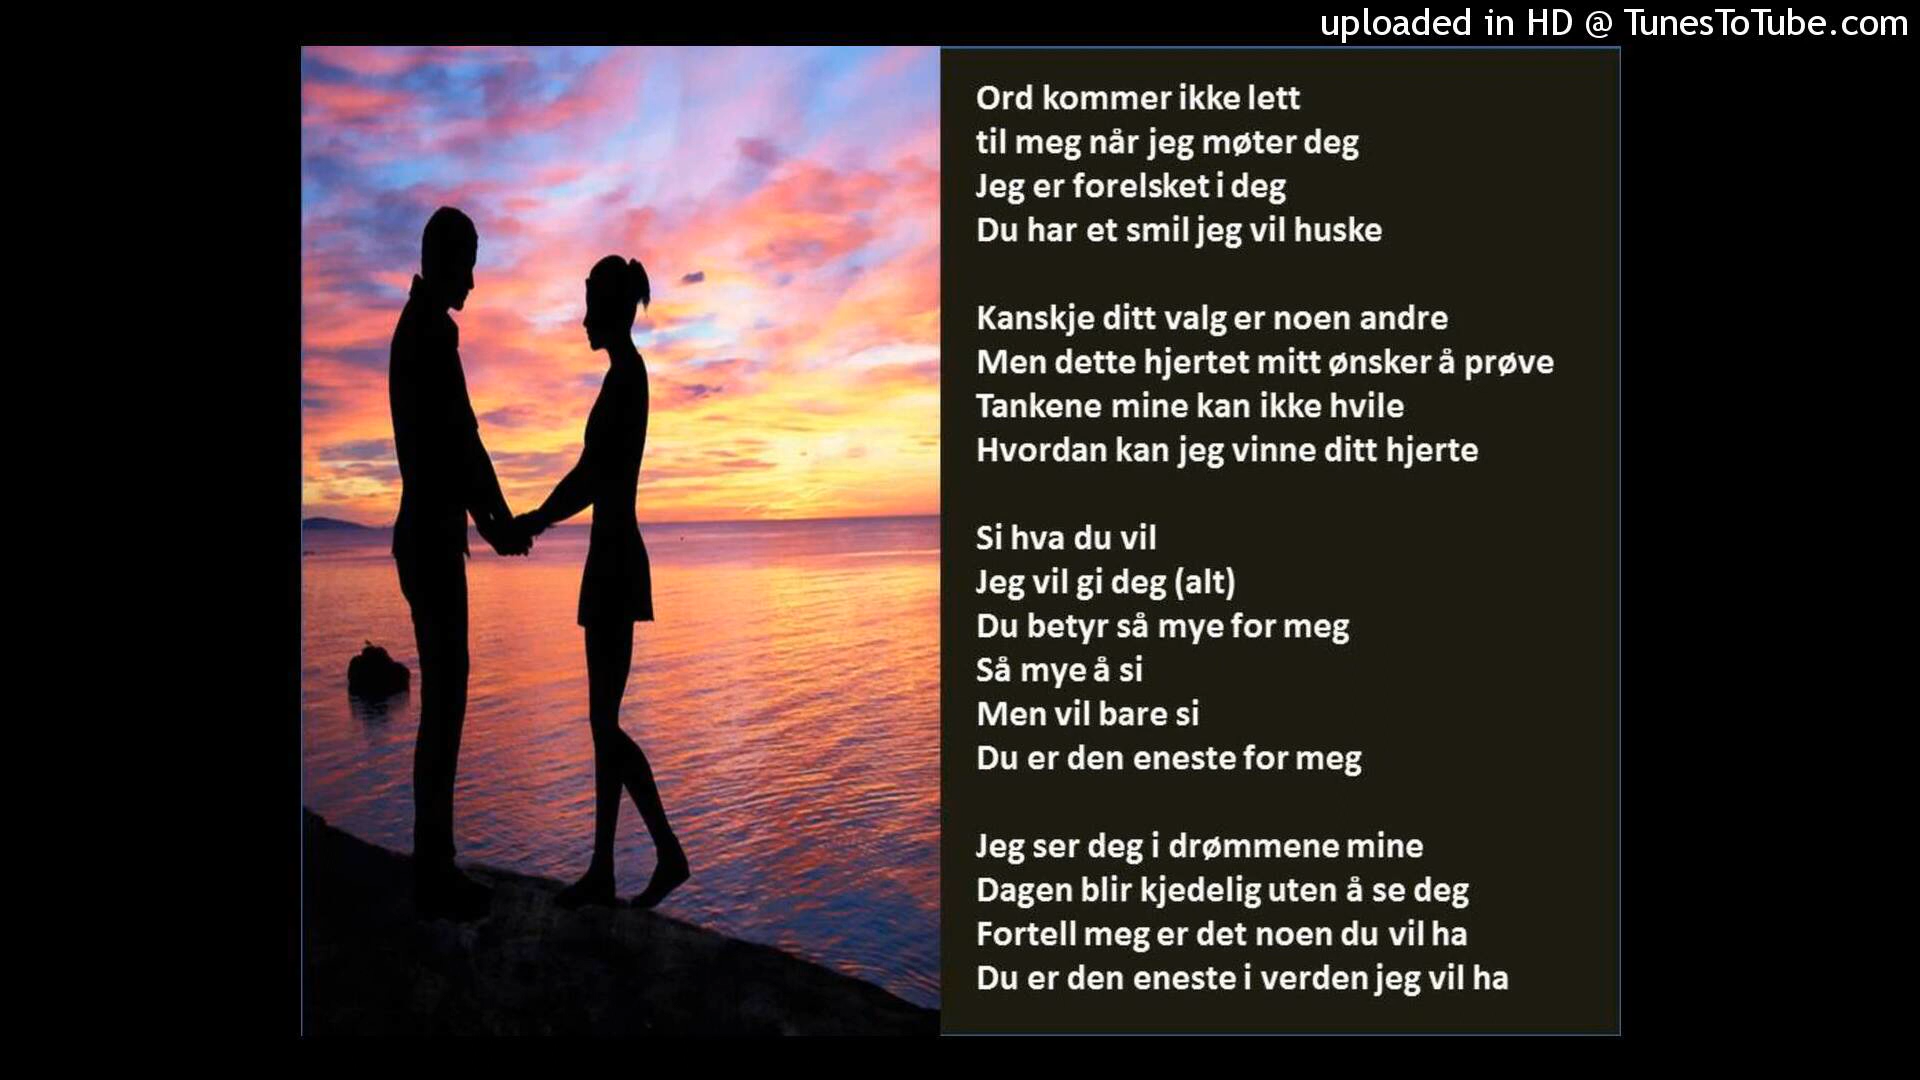 uploaded in HD @ TunesToTube.com
Ord kommer ikke lett
til meg når jeg møter deg
Jeg er forelsket i deg
Du har et smil jeg vil huske
Kanskje ditt valg er noen andre
Men dette hjertet mitt ønsker å prøve
Tankene mine kan ikke hvile
Hvordan kan jeg vinne ditt hjerte
Si hva du vil
Jeg vil gi deg (alt)
Du betyr så mye for meg
Så mye å si
Men vil bare si
Du er den eneste for meg
Jeg ser deg i drømmene mine
Dagen blir kjedelig uten å se deg
Fortell meg er det noen du vil ha
Du er den eneste i verden jeg vil ha